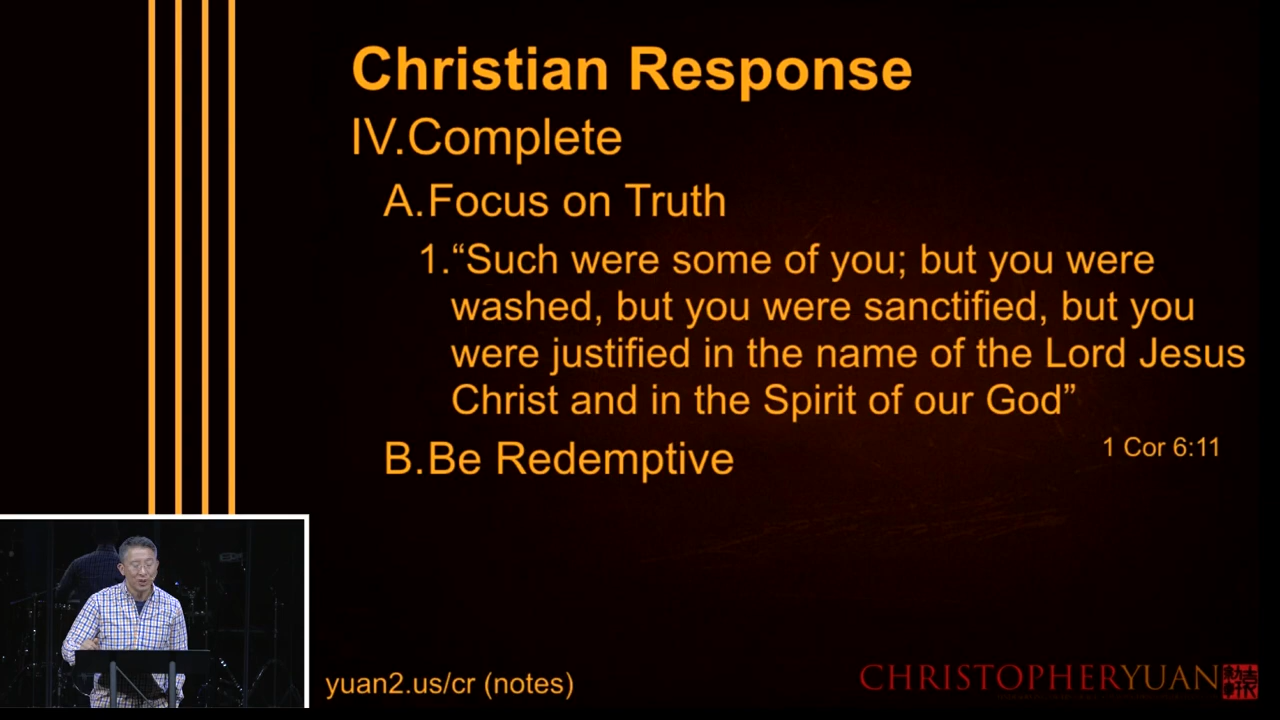 Christian Response
IV.Complete
A.Focus on Truth
1.“Such were some of you; but you were
washed, but you were sanctified, but you
were justified in the name of the Lord Jesus
Christ and in the Spirit of our God”
1 Cor 6:11
B.Be Redemptive
yuan2.us/cr (notes)
CHRISTOPHERYUAN